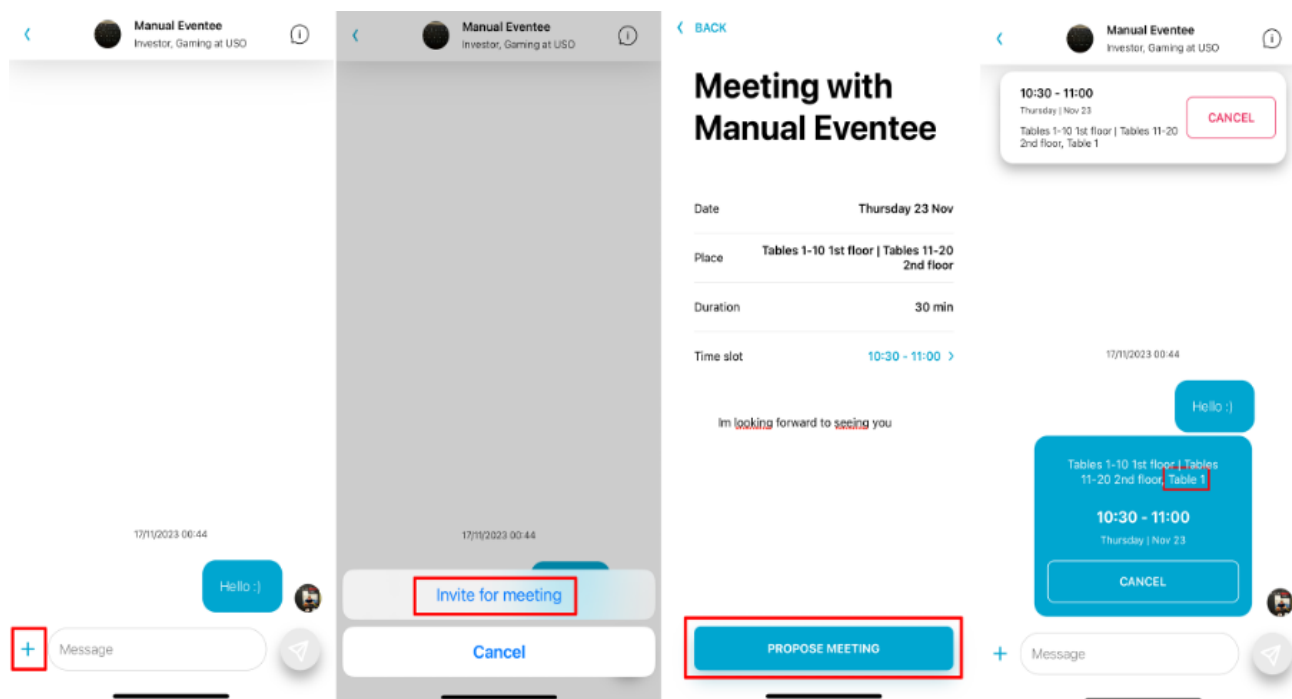 Manual Eventee
Investor, Gaming at USO
17/11/2023 00:44
Hello :)
Message
Manual Eventee
Investor, Gaming at USO
17/11/2023 00:44
Invite for meeting
Cancel
BACK
Meeting with
Manual Eventee
Date Thursday 23 Nov
Place Tables 1-10 1st floor | Tables 11-20
2nd floor
Duration 30 min
Time slot 10:30 - 11:00
Im looking forward to seeing you
PROPOSE MEETING
Manual Eventee
Investor, Gaming at USO
10:30 - 11:00
Thursday | Nov 23
Tables 1-10 1st floor | Tables 11-20
2nd floor, Table 1
CANCEL
17/11/2023 00:44
Hello :)
Tables 1-10 1st floor | Tables
11-20 2nd floor, Table 1
10:30 - 11:00
Thursday | Nov 23
CANCEL
Message